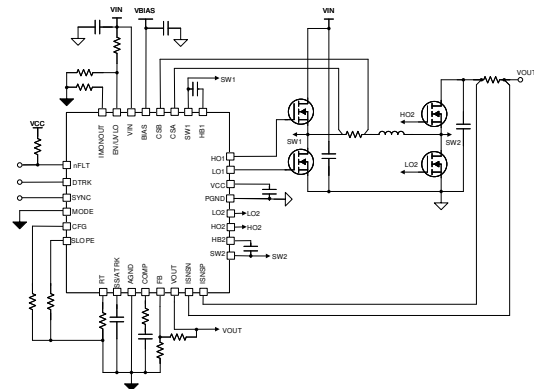 VIN
VBIAS
VIN
VOUT
SW1
VCC
IMONOUT
EN/UVLO
VIN
BIAS
CSB
CSA
SW1
HB1
HO2
SW1
SW2
LO2
nFLT
DTRK
SYNC
MODE
CFG
SLOPE
HO1
LO1
VCC
PGND
LO2
LO2
HO2
HO2
HB2
SW2
SW2
RT
SS/ATRK
AGND
COMP
FB
VOUT
ISNSN
ISNSP
VOUT